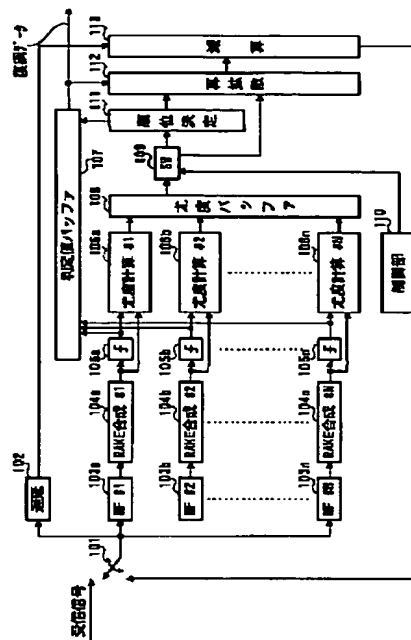 受信信号
101
102
遅延
103a
MF #1
103b
MF #2
103n
MF #N
104a
RAKE合成 #1
104b
RAKE合成 #2
104n
RAKE合成 #N
105a
105b
105n
106a
尤度計算 #1
106b
尤度計算 #2
106n
尤度計算 #N
107
判定値バッファ
108
尤度バッファ
109
SW
110
制御部
111
順位決定
112
再拡散
113
減算
復調データ